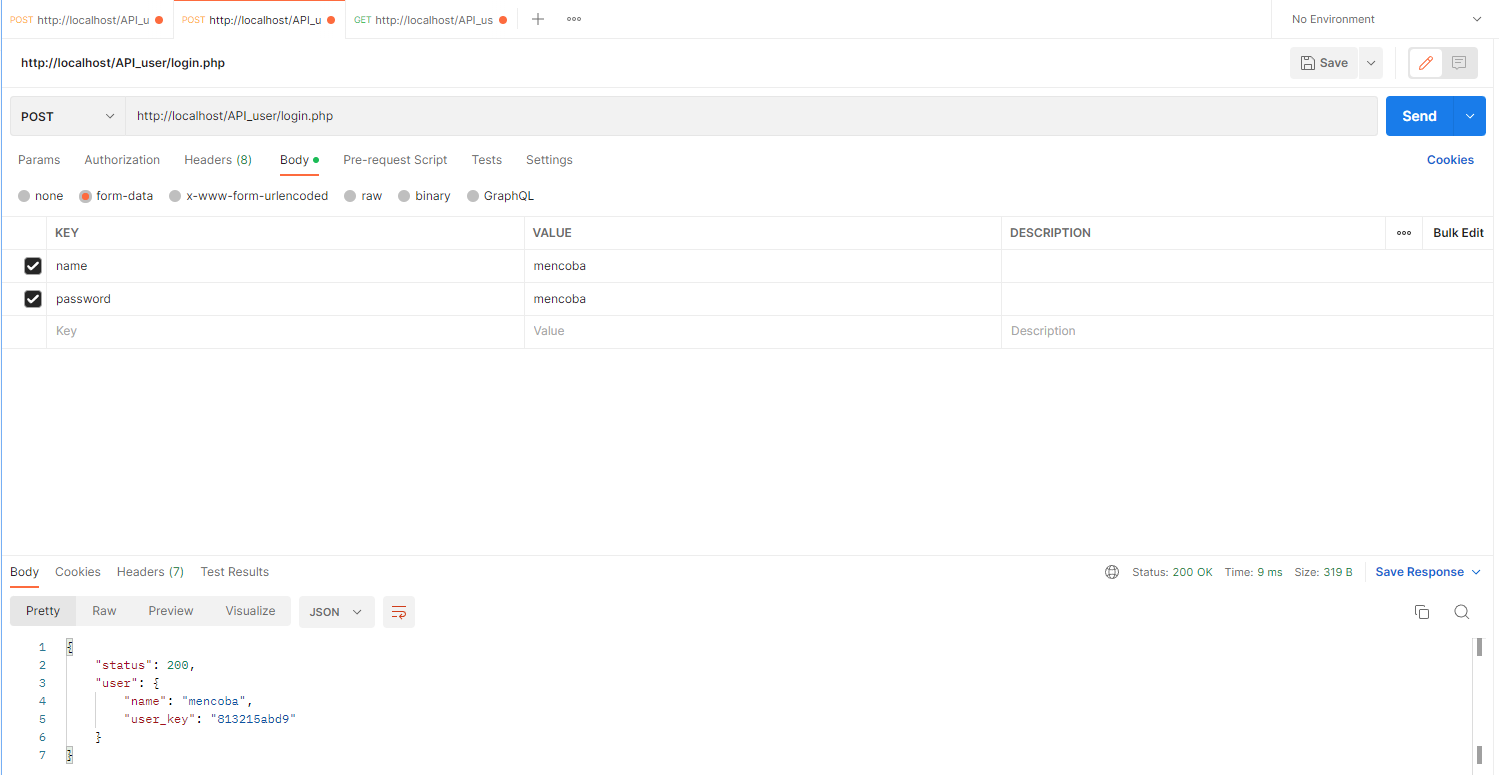 POST http://localhost/API_u POST http://localhost/API_u GET http://localhost/API_us No Environment
http://localhost/API_user/login.php Save
POST http://localhost/API_user/login.php Send
Params Authorization Headers (8) Body Pre-request Script Tests Settings Cookies
none form-data x-www-form-urlencoded raw binary GraphQL
KEY VALUE DESCRIPTION Bulk Edit
name mencoba
password mencoba
Key Value Description
Body Cookies Headers (7) Test Results Status: 200 OK Time: 9 ms Size: 319 B Save Response
Pretty Raw Preview Visualize JSON
1 {
2 "status": 200,
3 "user": {
4 "name": "mencoba",
5 "user_key": "813215abd9"
6 }
7 }